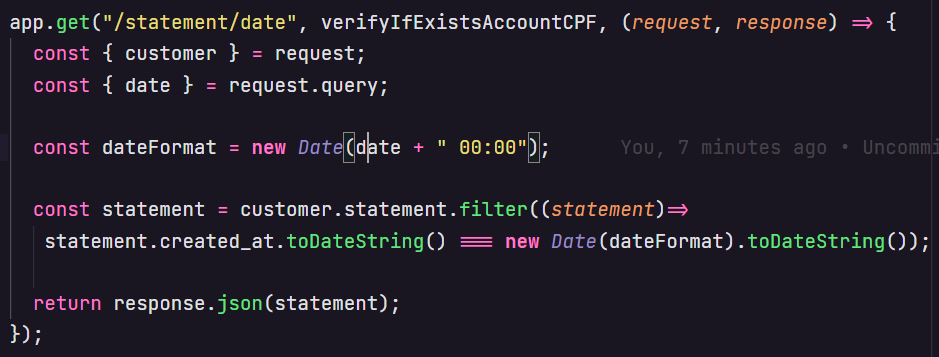 app.get("/statement/date", verifyIfExistsAccountCPF, (request, response) => {
const { customer } = request;
const { date } = request.query;
const dateFormat = new Date(date + " 00:00"); You, 7 minutes ago • Uncommi
const statement = customer.statement.filter((statement)=>
statement.created_at.toDateString() === new Date(dateFormat).toDateString());
return response.json(statement);
});